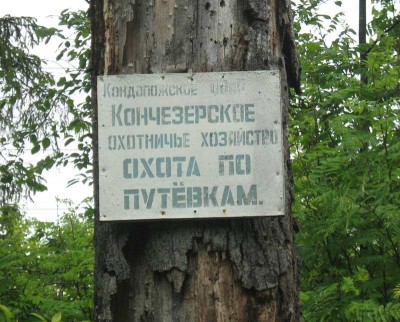 Кондопожское
Кончезерское
охотничье хозяйство
охота по
путёвкам.